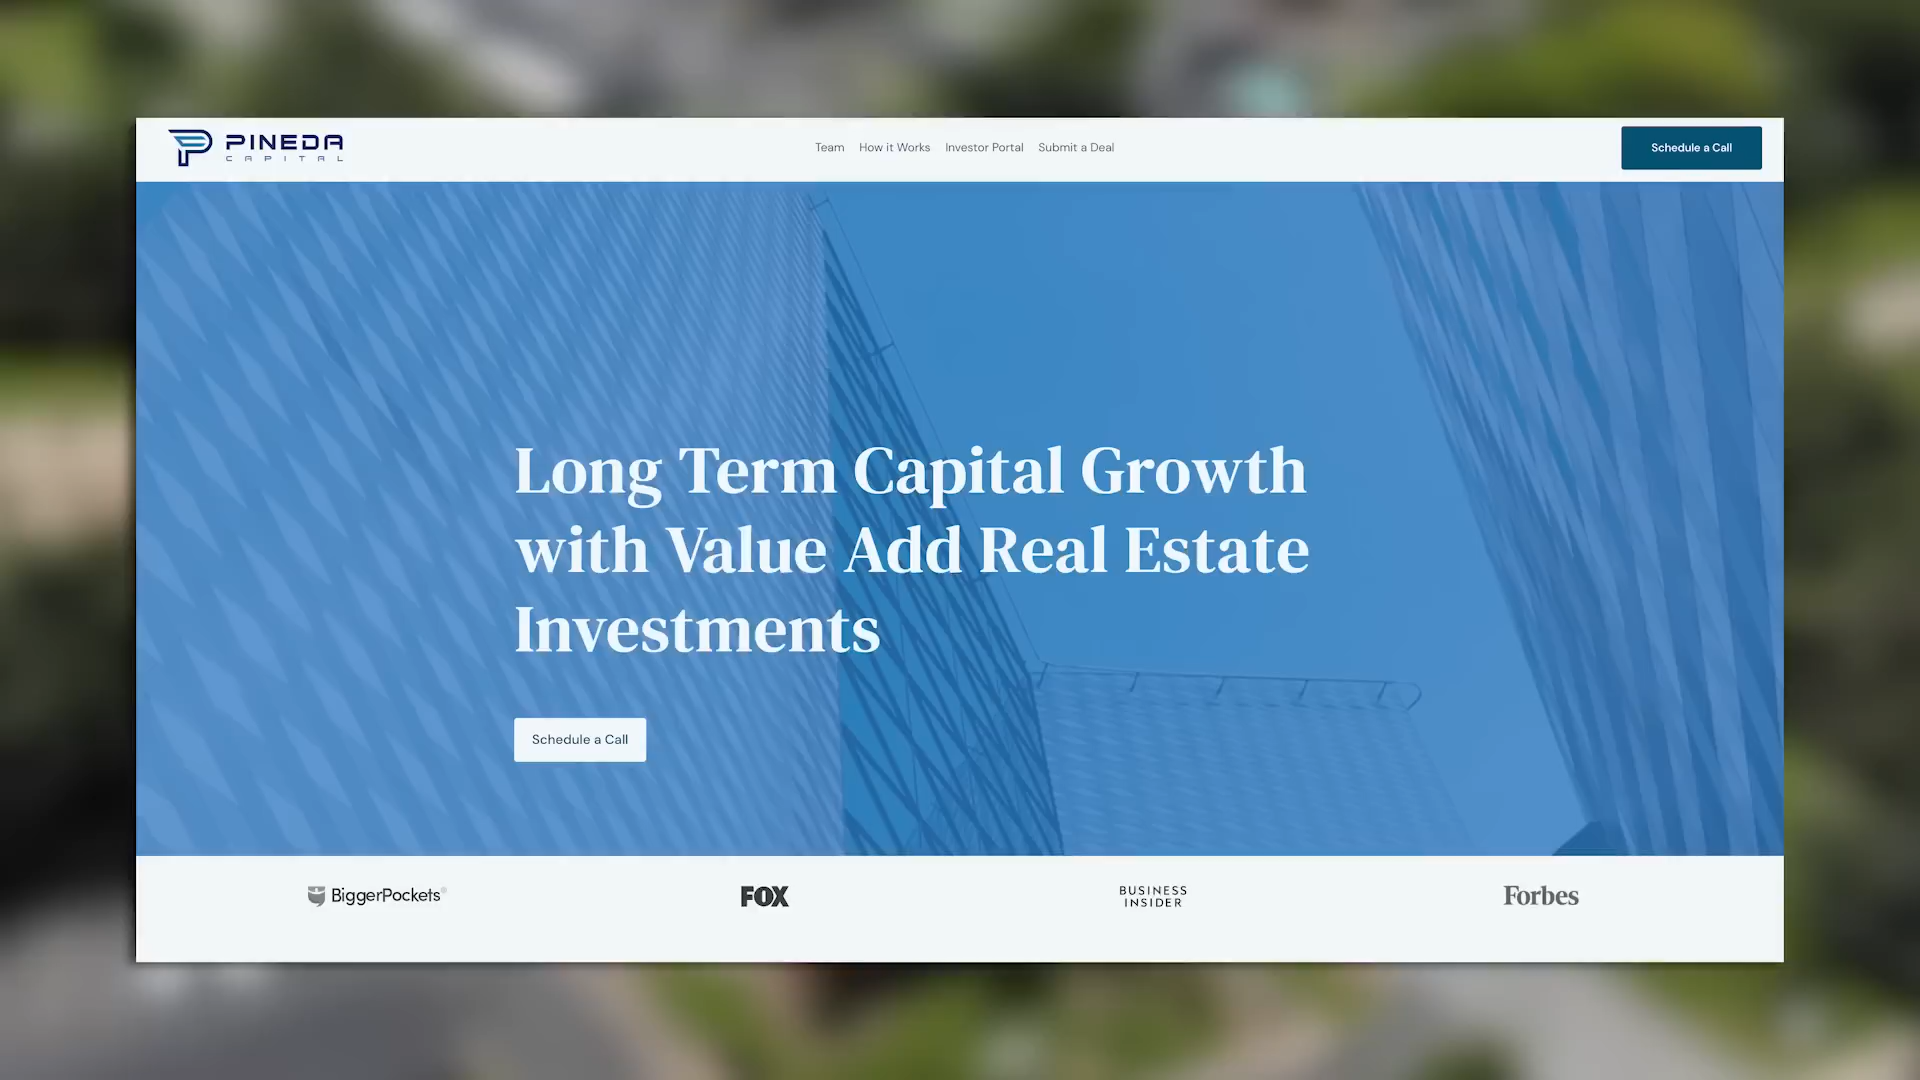 PINEDA
CAPITAL
Team How it Works Investor Portal Submit a Deal
Schedule a Call
Long Term Capital Growth
with Value Add Real Estate
Investments
Schedule a Call
BiggerPockets
FOX
BUSINESS
INSIDER
Forbes